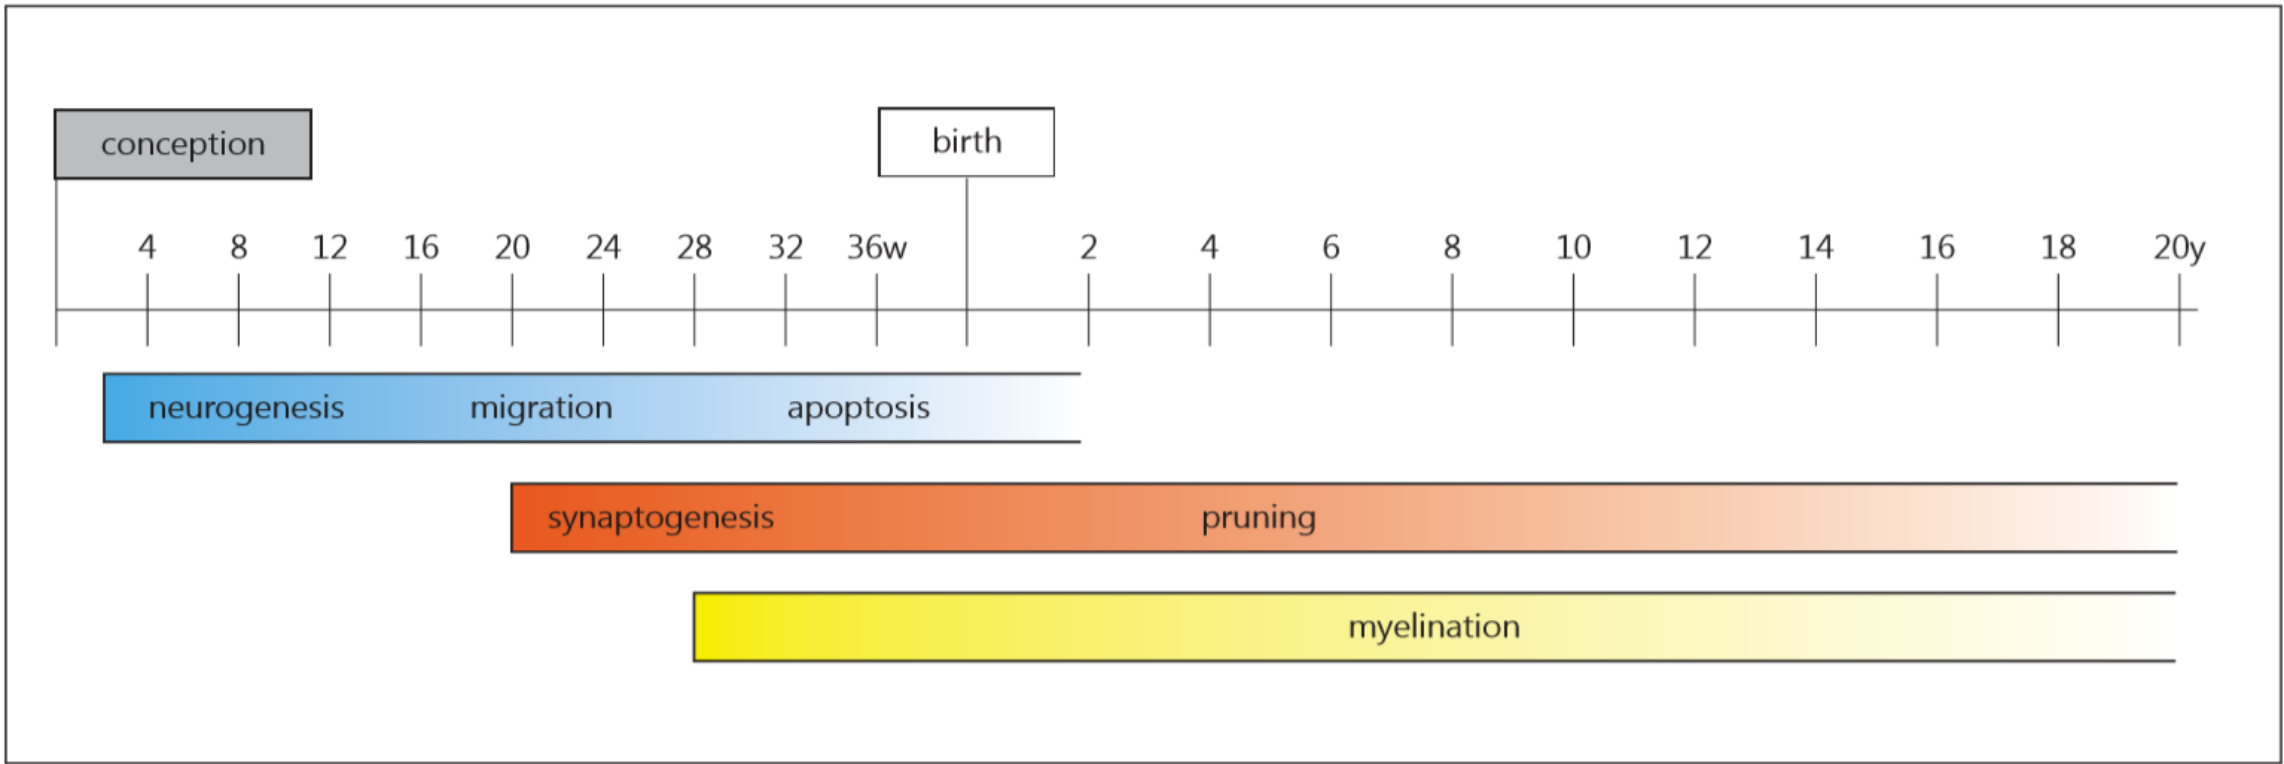 conception birth
4 8 12 16 20 24 28 32 36w 2 4 6 8 10 12 14 16 18 20y
neurogenesis migration apoptosis
synaptogenesis pruning
myelination